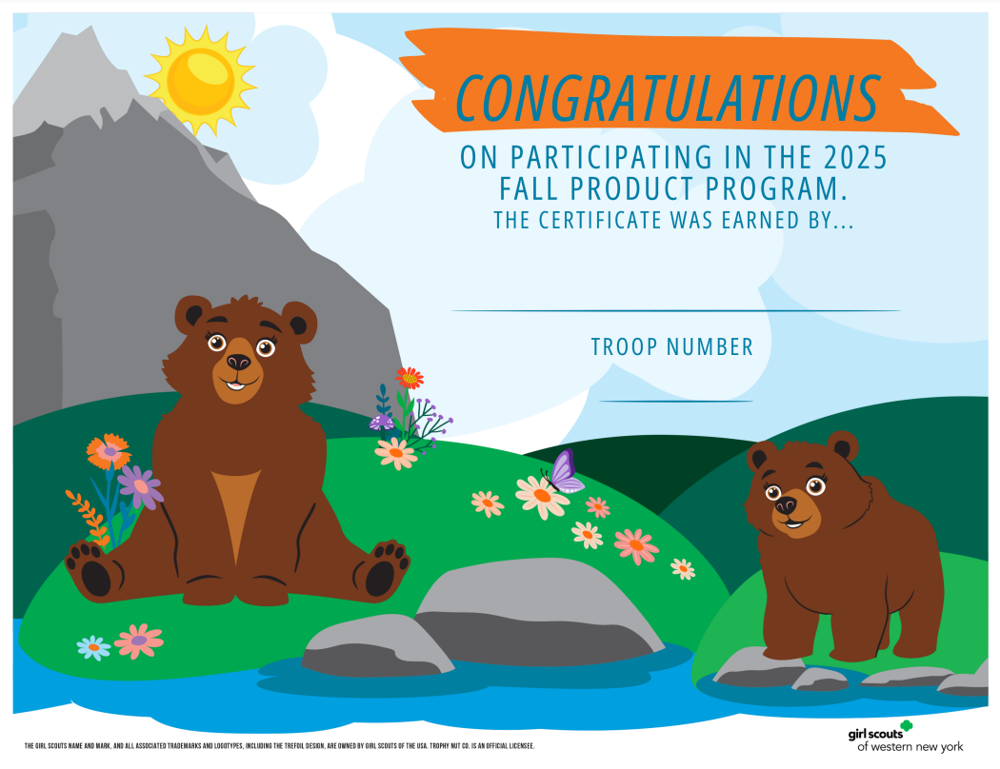 CONGRATULATIONS
ON PARTICIPATING IN THE 2025
FALL PRODUCT PROGRAM.
THE CERTIFICATE WAS EARNED BY...
TROOP NUMBER
THE GIRL SCOUTS NAME AND MARK, AND ALL ASSOCIATED TRADEMARKS AND LOGOTYPES, INCLUDING THE TREFOIL DESIGN, ARE OWNED BY GIRL SCOUTS OF THE USA. TROPHY NUT CO. IS AN OFFICIAL LICENSEE.
girl scouts
of western new york